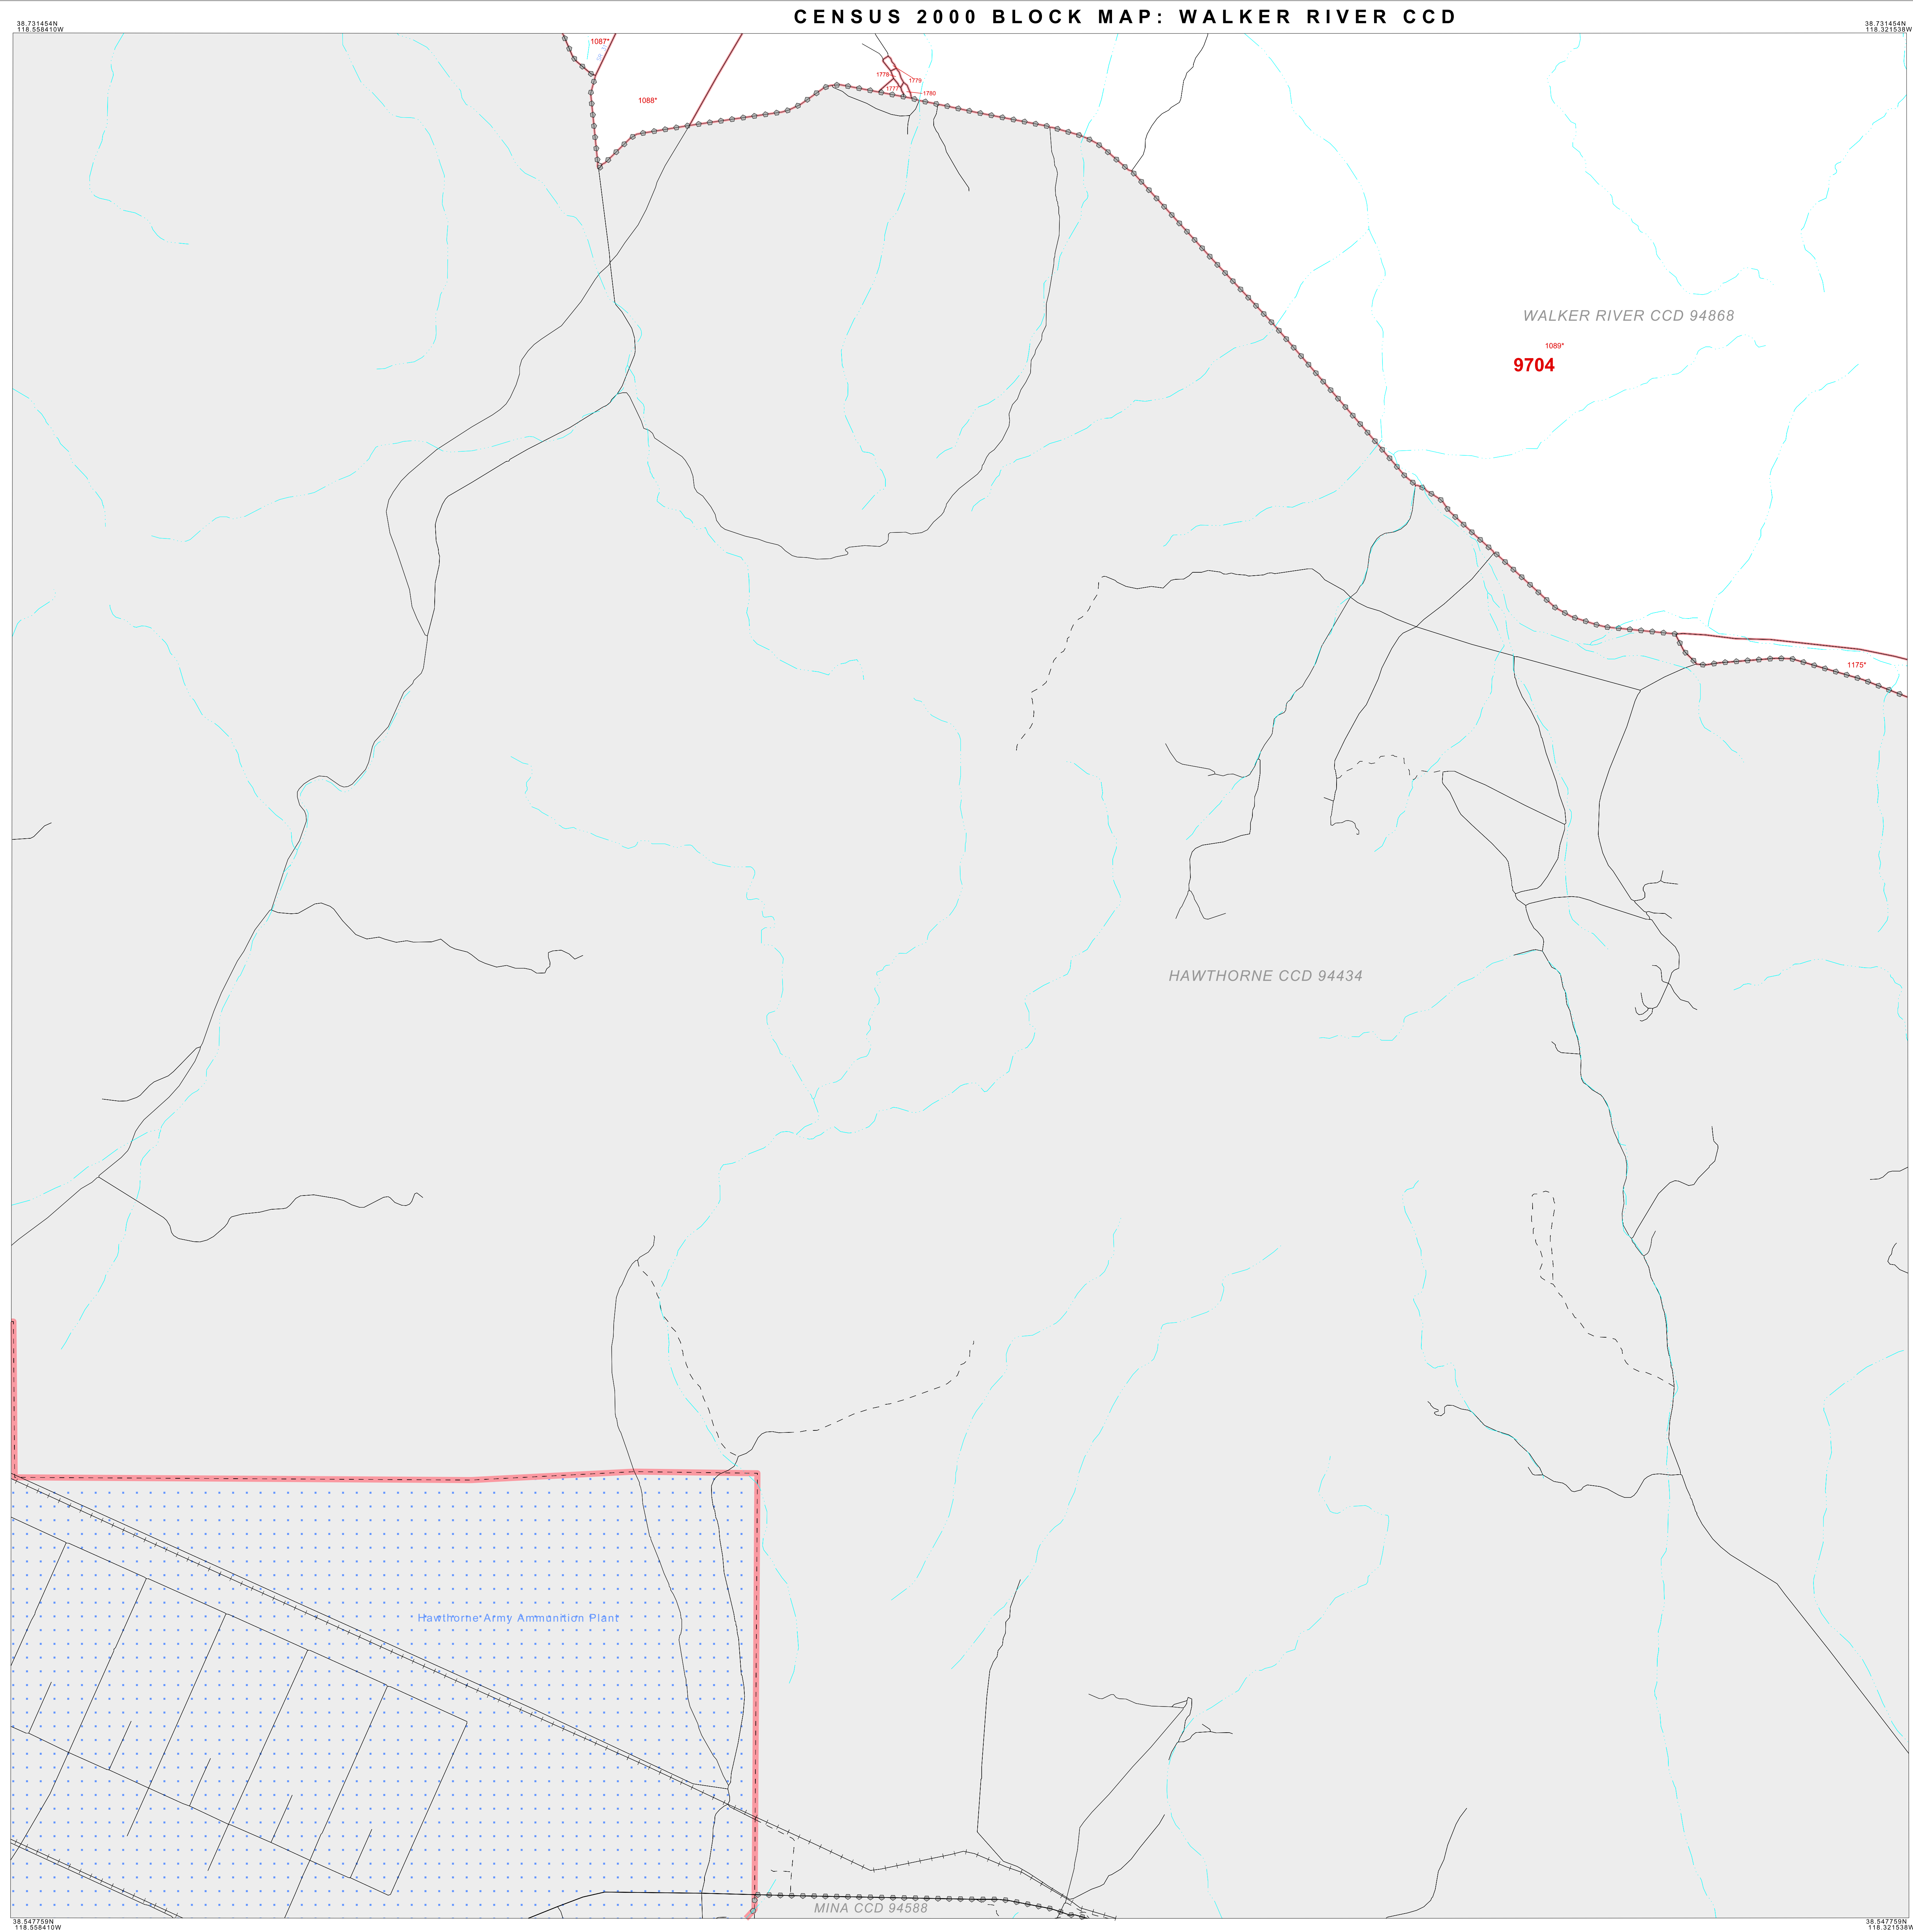 CENSUS 2000 BLOCK MAP: WALKER RIVER CCD
38.731454N
118.558410W
38.731454N
118.321538W
1087*
1088*
1778
1779
1777
1780
WALKER RIVER CCD 94868
1089*
9704
1175*
HAWTHORNE CCD 94434
Hawthorne Army Ammunition Plant
MINA CCD 94588
38.547759N
118.558410W
38.547759N
118.321538W